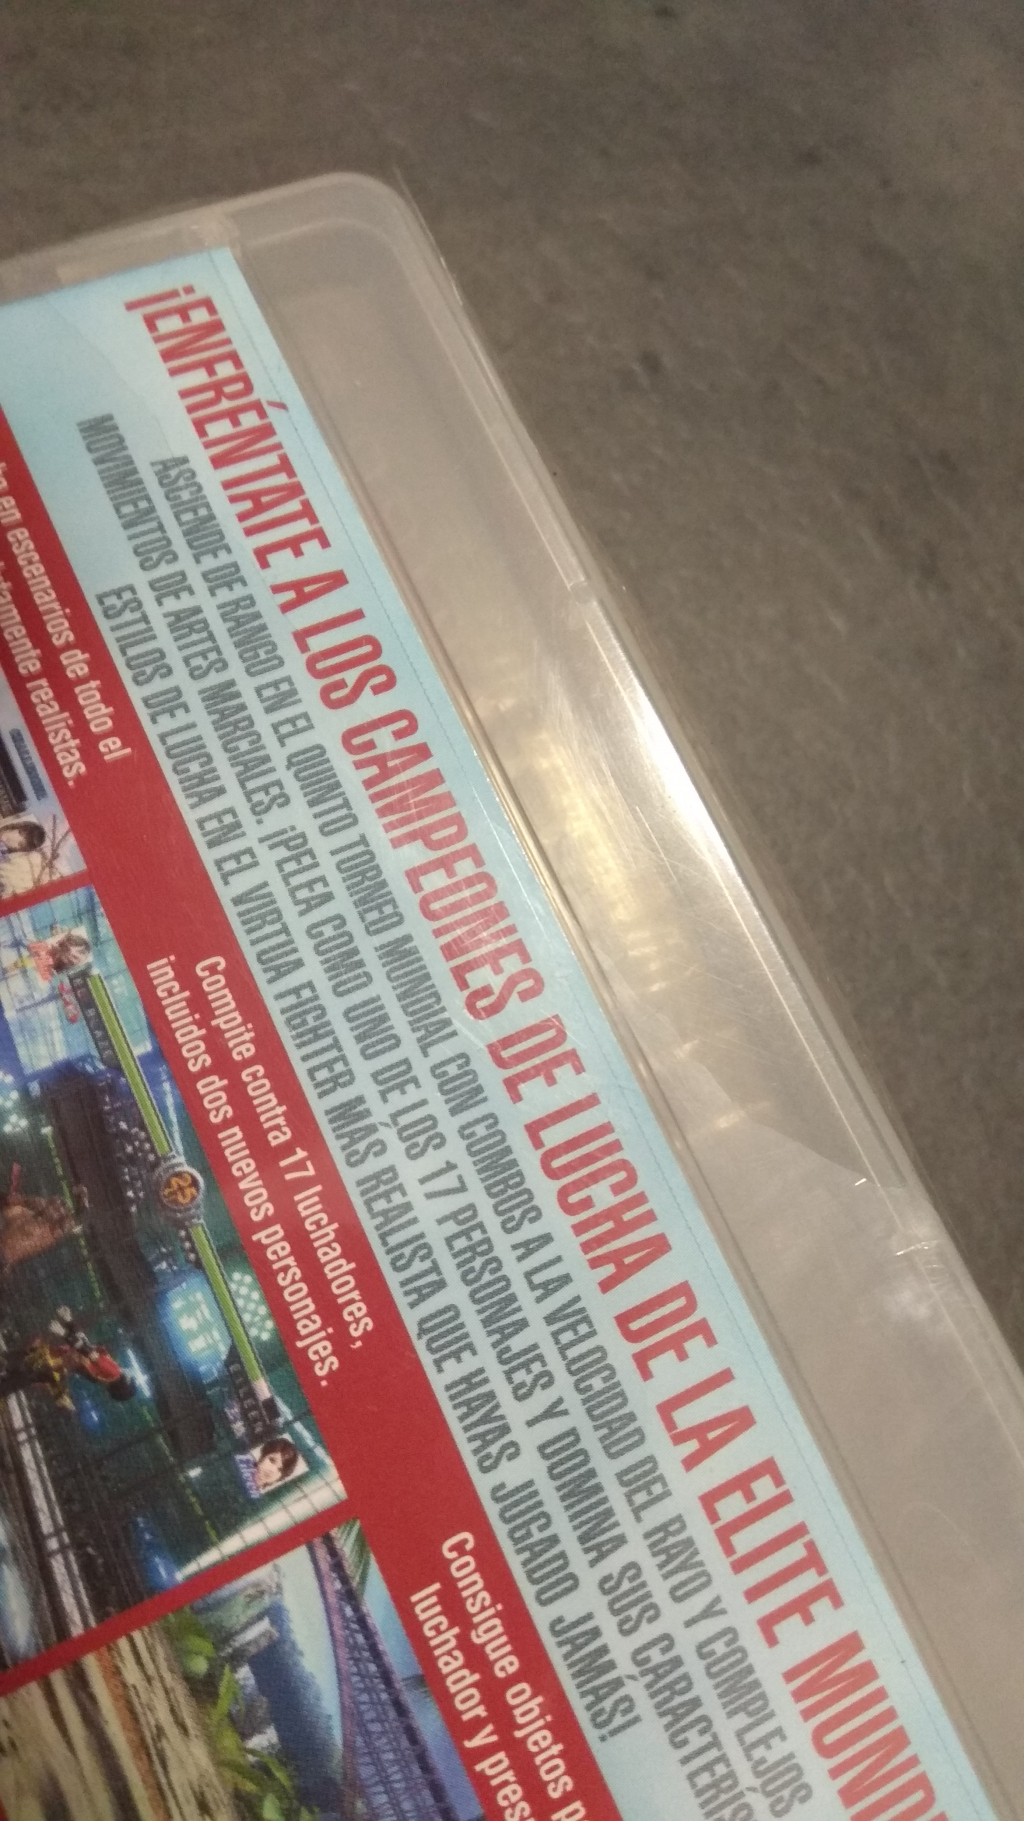 ¡ENFRÉNTATE A LOS CAMPEONES DE LUCHA DE LA ELITE
ASCIENDE DE RANGO EN EL QUINTO TORNEO MUNDIAL CON COMBOS A LA VELOCIDAD DEL RAYO Y COMPLEJOS
MOVIMIENTOS DE ARTES MARCIALES. ¡PELEA COMO UNO DE LOS 17 PERSONAJES Y DOMINA SUS
ESTILOS DE LUCHA EN EL VIRTUA FIGHTER MÁS REALISTA QUE HAYAS JUGADO JAMÁS!
en escenarios de todo el
realistas.
Compite contra 17 luchadores,
incluidos dos nuevos personajes.
Consigue objetos
luchador y
25
Eileen